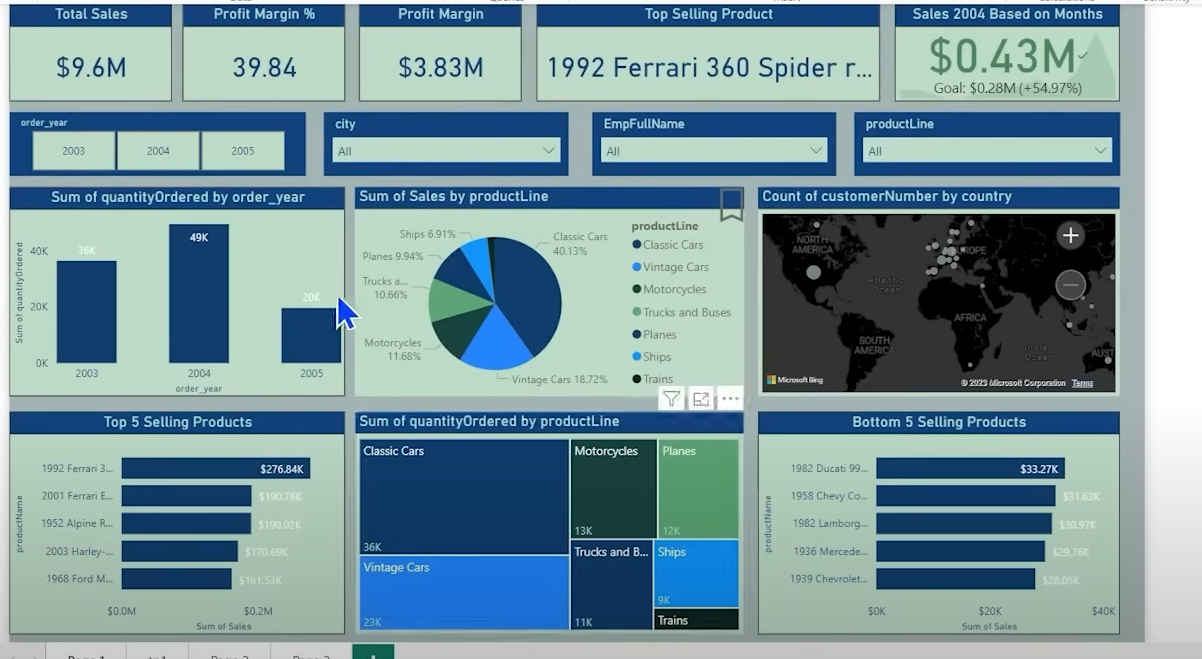 Total Sales
$9.6M
Profit Margin %
39.84
Profit Margin
$3.83M
Top Selling Product
1992 Ferrari 360 Spider r...
Sales 2004 Based on Months
$0.43M
Goal: $0.28M (+54.97%)
order_year
2003
2004
2005
city
All
EmpFullName
All
productLine
All
Sum of quantityOrdered by order_year
Sum of quantityOrdered
40K
20K
0K
36K
49K
20K
2003
2004
2005
order_year
Sum of Sales by productLine
Ships 6.91%
Planes 9.94%
Trucks a...
10.66%
Motorcycles
11.68%
Classic Cars
40.13%
Vintage Cars 18.72%
productLine
Classic Cars
Vintage Cars
Motorcycles
Trucks and Buses
Planes
Ships
Trains
Count of customerNumber by country
NORTH
AMERICA
EUROPE
Atlantic
Ocean
AFRICA
SOUTH
AMERICA
Indian
Ocean
AUST
Microsoft Bing
© 2023 Microsoft Corporation Terms
Top 5 Selling Products
productName
1992 Ferrari 3...
$276.84K
2001 Ferrari E...
$190.76K
1952 Alpine R...
$190.02K
2003 Harley-...
$170.69K
1968 Ford M...
$161.53K
$0.0M
$0.2M
Sum of Sales
Sum of quantityOrdered by productLine
Classic Cars
36K
Vintage Cars
23K
Motorcycles
13K
Planes
12K
Trucks and B...
11K
Ships
9K
Trains
Bottom 5 Selling Products
productName
1982 Ducati 99...
$33.27K
1958 Chevy Co...
$31.63K
1982 Lamborg...
$30.97K
1936 Mercede...
$29.76K
1939 Chevrolet...
$28.05K
$0K
$20K
$40K
Sum of Sales